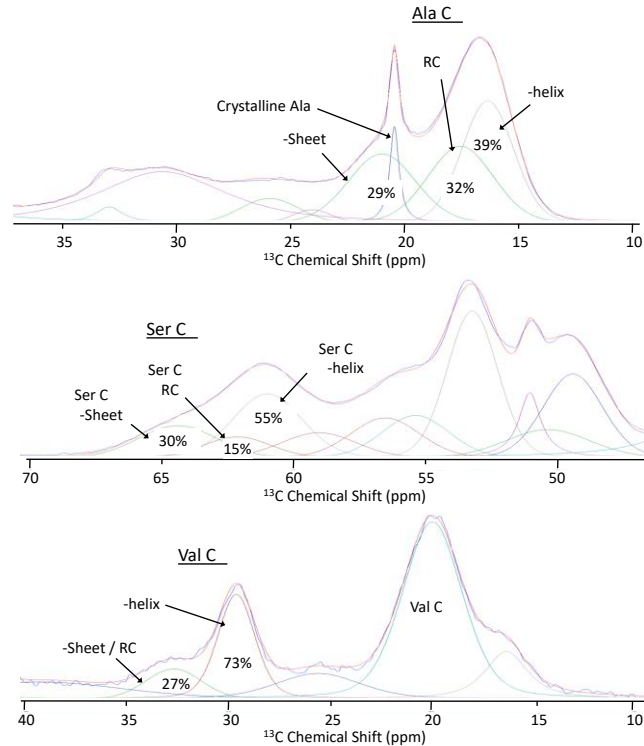 Ala C
RC
-helix
Crystalline Ala
-Sheet
39%
29%
32%
35 30 25 20 15 10
13C Chemical Shift (ppm)
Ser C
Ser C
-helix
Ser C
RC
Ser C
-Sheet
55%
30%
15%
70 65 60 55 50
13C Chemical Shift (ppm)
Val C
-helix
Val C
-Sheet / RC
73%
27%
40 35 30 25 20 15 10
13C Chemical Shift (ppm)